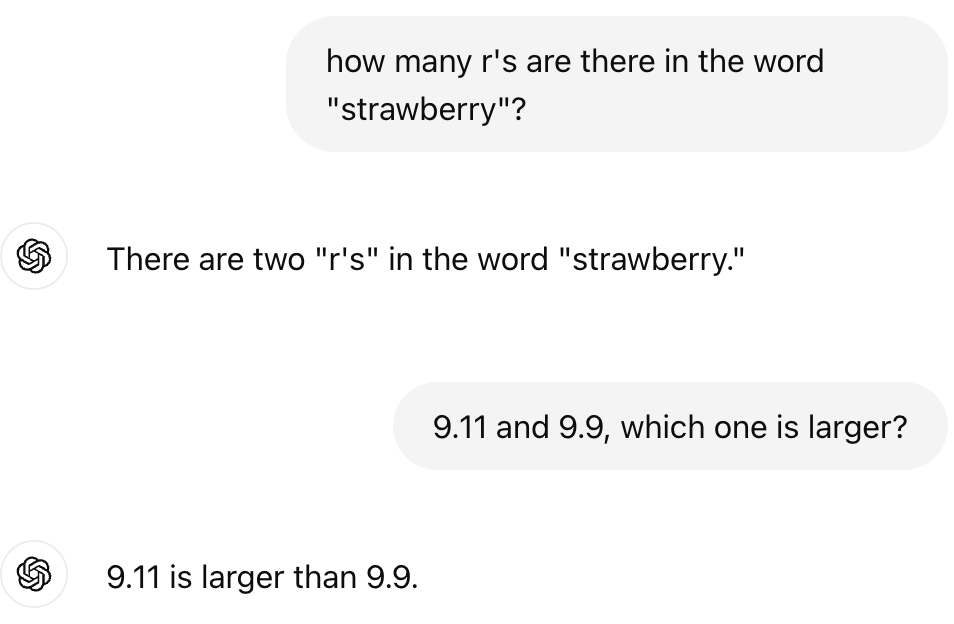 how many r's are there in the word
"strawberry"?
There are two "r's" in the word "strawberry."
9.11 and 9.9, which one is larger?
9.11 is larger than 9.9.